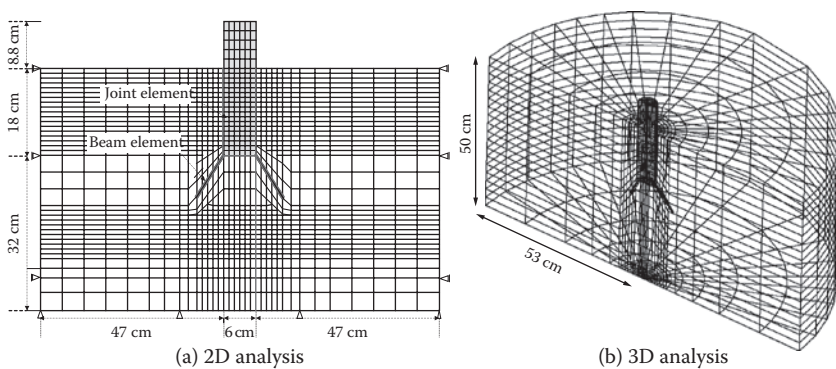 8.8 cm
18 cm
32 cm
Joint element
Beam element
47 cm
6 cm
47 cm
(a) 2D analysis
50 cm
53 cm
(b) 3D analysis